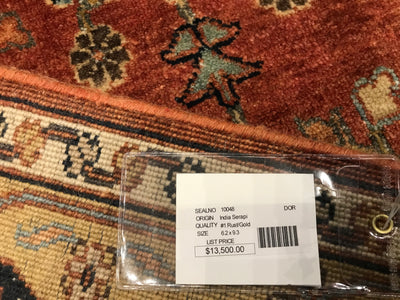 SEALNO 10048 DOR
ORIGIN India Serapi
QUALITY #1 Rust/Gold
SIZE 6.2 x 9.3
LIST PRICE
$13,500.00